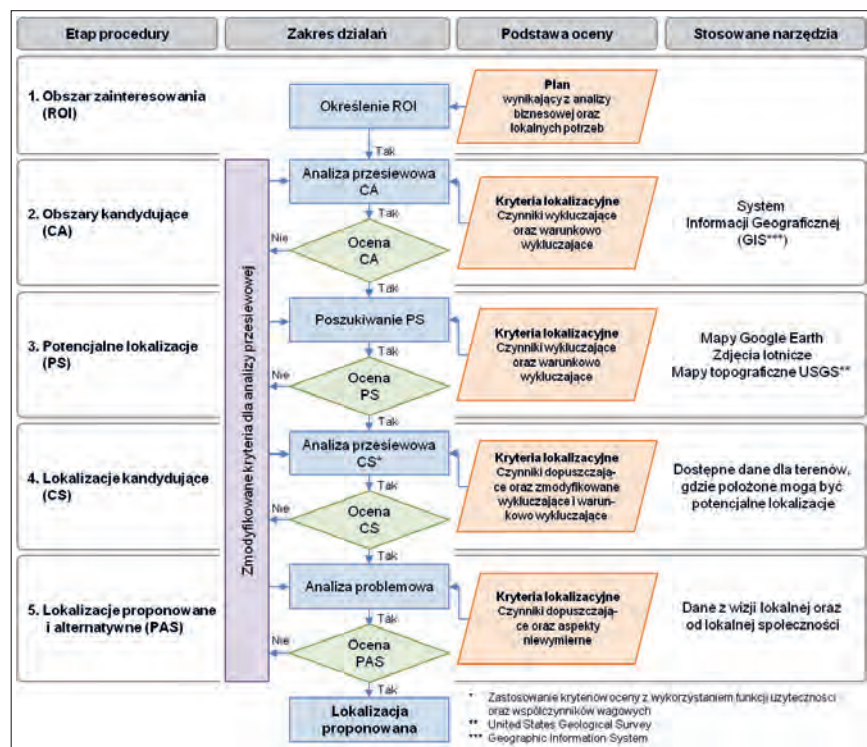 Etap procedury
Zakres działań
Podstawa oceny
Stosowane narzędzia
1. Obszar zainteresowania
(ROI)
Określenie ROI
Plan
wynikający z analizy
biznesowej oraz
lokalnych potrzeb
Tak
Zmodyfikowane kryteria dla analizy przesiewowej
2. Obszary kandydujące
(CA)
Analiza przesiewowa
CA
Tak
Nie
Ocena
CA
Kryteria lokalizacyjne
Czynniki wykluczające
oraz warunkowo
wykluczające
System
Informacji Geograficznej
(GIS***)
Tak
3. Potencjalne lokalizacje
(PS)
Poszukiwanie PS
Tak
Nie
Ocena
PS
Kryteria lokalizacyjne
Czynniki wykluczające
oraz warunkowo
wykluczające
Mapy Google Earth
Zdjęcia lotnicze
Mapy topograficzne USGS**
Tak
4. Lokalizacje kandydujące
(CS)
Analiza przesiewowa
CS*
Tak
Nie
Ocena
CS
Kryteria lokalizacyjne
Czynniki dopuszczają-
ce oraz zmodyfikowane
wykluczające i warun-
kowo wykluczające
Dostępne dane dla terenów,
gdzie położone mogą być
potencjalne lokalizacje
Tak
5. Lokalizacje proponowane
i alternatywne (PAS)
Analiza problemowa
Tak
Nie
Ocena
PAS
Kryteria lokalizacyjne
Czynniki dopuszczają-
ce oraz aspekty
niewymierne
Dane z wizji lokalnej oraz
od lokalnej społeczności
Tak
Lokalizacja
proponowana
* Zastosowanie kryteriów oceny z wykorzystaniem funkcji użyteczności
oraz współczynników wagowych
** United States Geological Survey
*** Geographic Information System